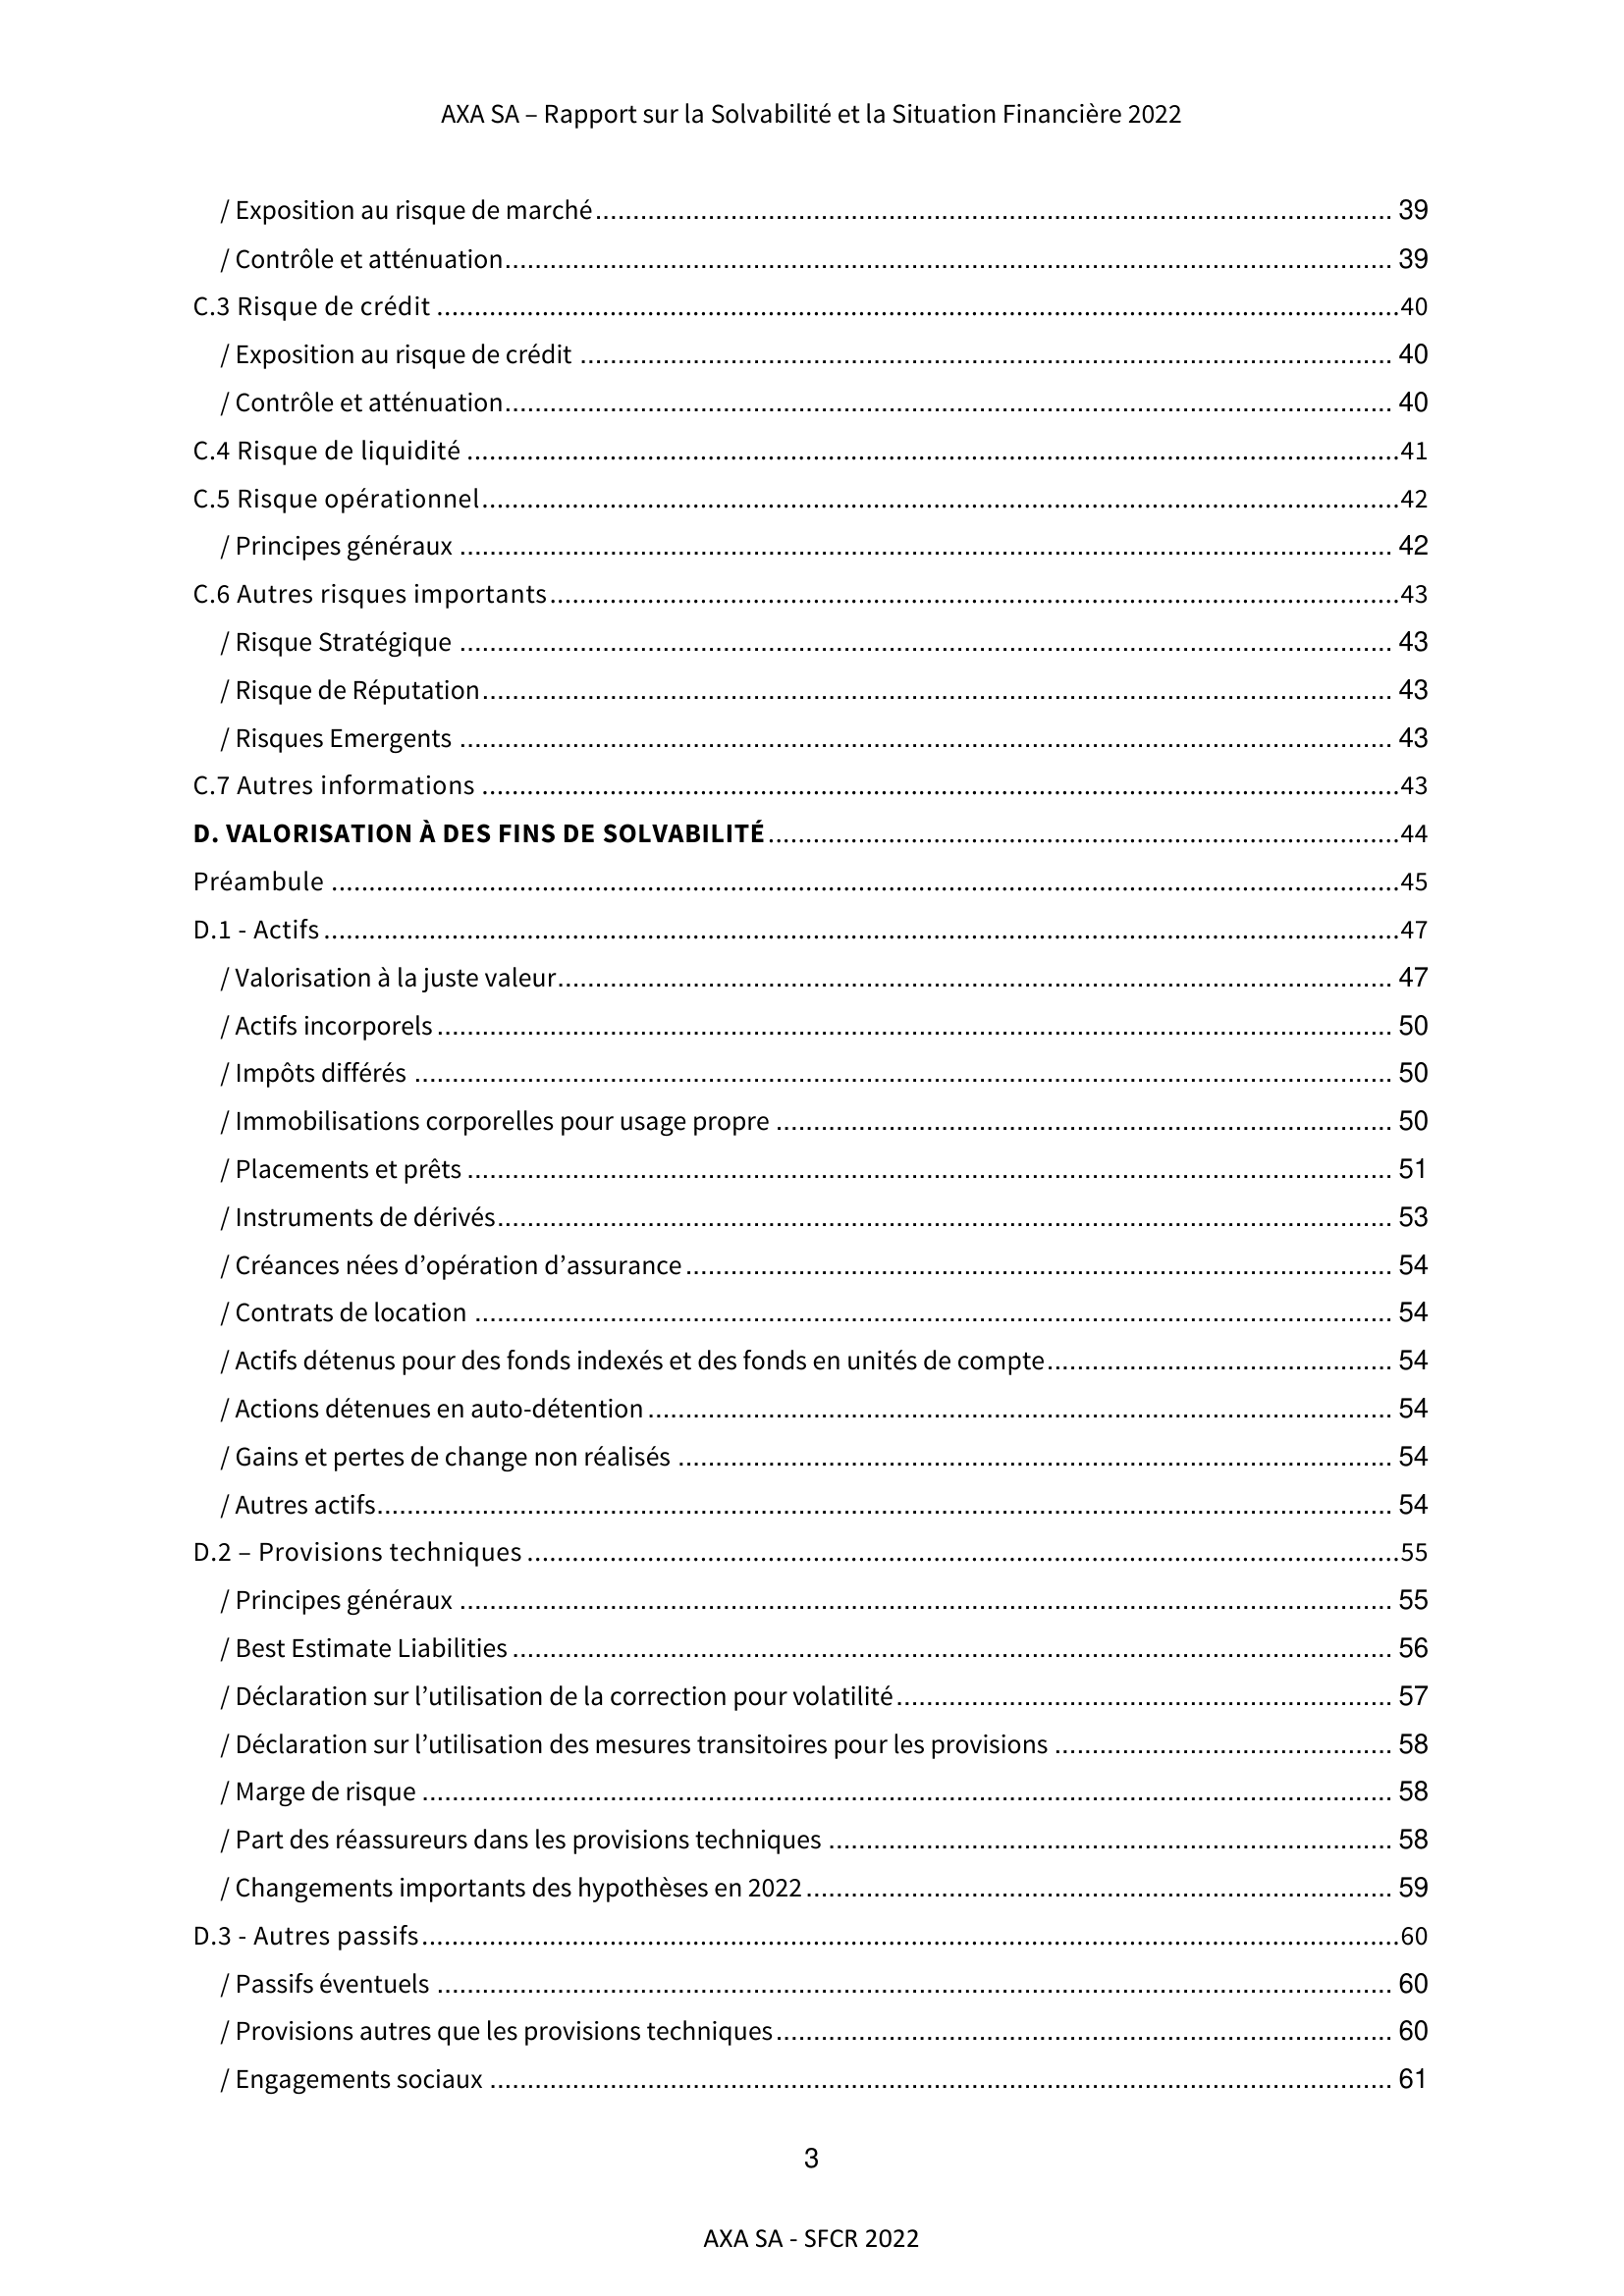 AXA SA – Rapport sur la Solvabilité et la Situation Financière 2022
/ Exposition au risque de marché........ 39
/ Contrôle et atténuation........ 39
C.3 Risque de crédit ........40
/ Exposition au risque de crédit ........ 40
/ Contrôle et atténuation........ 40
C.4 Risque de liquidité ........41
C.5 Risque opérationnel........42
/ Principes généraux ........ 42
C.6 Autres risques importants........43
/ Risque Stratégique ........ 43
/ Risque de Réputation........ 43
/ Risques Emergents ........ 43
C.7 Autres informations ........43
D. VALORISATION À DES FINS DE SOLVABILITÉ........44
Préambule ........45
D.1 - Actifs ........47
/ Valorisation à la juste valeur........ 47
/ Actifs incorporels ........ 50
/ Impôts différés ........ 50
/ Immobilisations corporelles pour usage propre ........ 50
/ Placements et prêts ........ 51
/ Instruments de dérivés........ 53
/ Créances nées d’opération d’assurance ........ 54
/ Contrats de location ........ 54
/ Actifs détenus pour des fonds indexés et des fonds en unités de compte........ 54
/ Actions détenues en auto-détention ........ 54
/ Gains et pertes de change non réalisés ........ 54
/ Autres actifs........ 54
D.2 – Provisions techniques ........55
/ Principes généraux ........ 55
/ Best Estimate Liabilities ........ 56
/ Déclaration sur l’utilisation de la correction pour volatilité ........ 57
/ Déclaration sur l’utilisation des mesures transitoires pour les provisions ........ 58
/ Marge de risque ........ 58
/ Part des réassureurs dans les provisions techniques ........ 58
/ Changements importants des hypothèses en 2022 ........ 59
D.3 - Autres passifs........60
/ Passifs éventuels ........ 60
/ Provisions autres que les provisions techniques........ 60
/ Engagements sociaux ........ 61
3
AXA SA - SFCR 2022